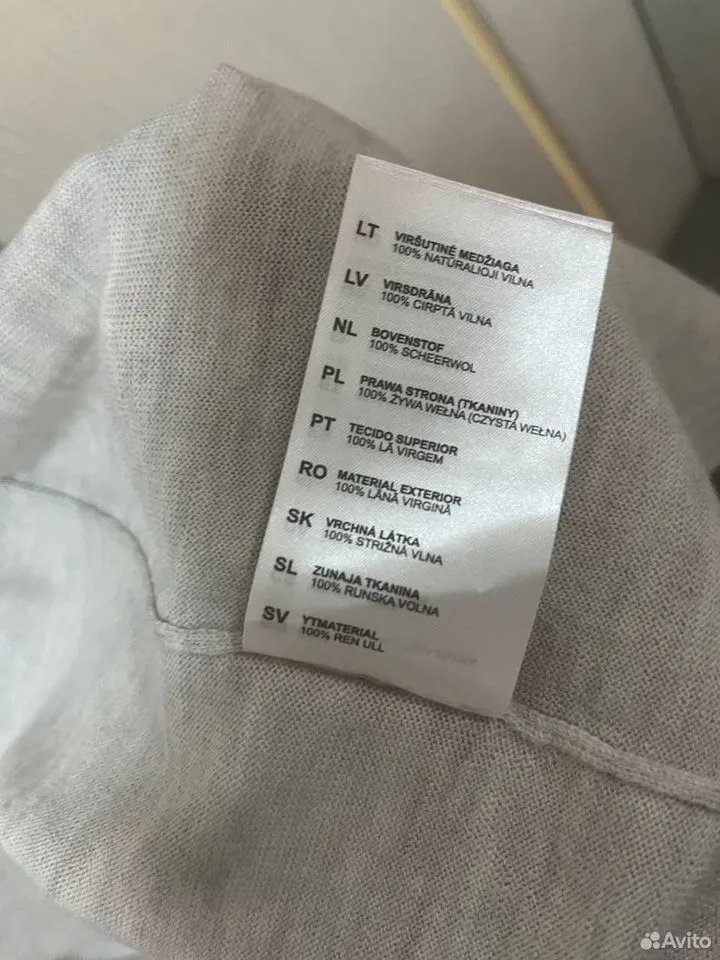 LT VIRŠUTINĖ MEDŽIAGA
100% NATŪRALIOJI VILNA
LV VIRSDRĀNA
100% CIRPTĀ VILNA
NL BOVENSTOF
100% SCHEERWOL
PL PRAWA STRONA (TKANINY)
100% ŻYWA WEŁNA (CZYSTA WEŁNA)
PT TECIDO SUPERIOR
100% LÃ VIRGEM
RO MATERIAL EXTERIOR
100% LÂNĂ VIRGINĂ
SK VRCHNÁ LÁTKA
100% STRIŽNÁ VLNA
SL ZUNAJA TKANINA
100% RUNSKA VOLNA
SV YTMATERIAL
100% REN ULL
Avito